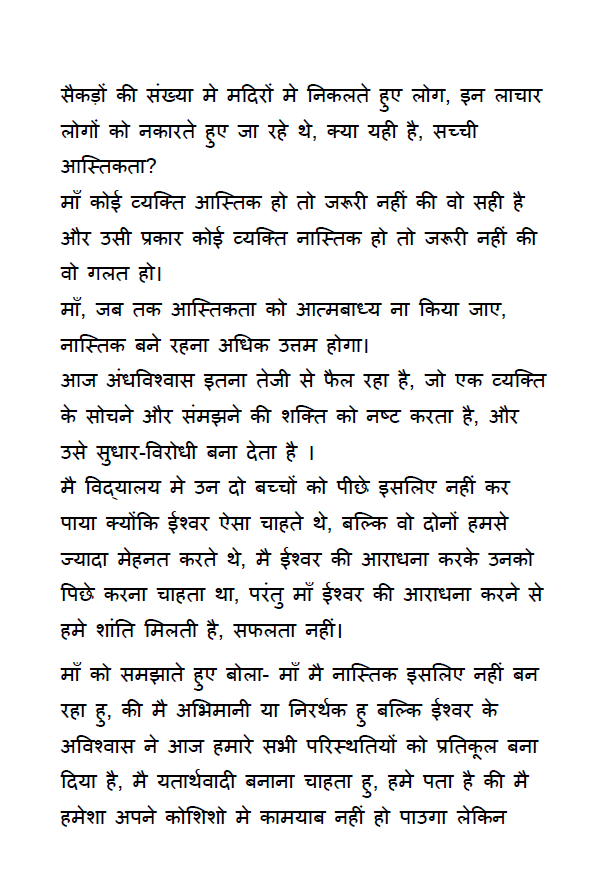 सैकड़ों की संख्या मे मदिरों मे निकलते हुए लोग, इन लाचार
लोगों को नकारते हुए जा रहे थे, क्या यही है, सच्ची
आस्तिकता?
माँ कोई व्यक्ति आस्तिक हो तो जरूरी नहीं की वो सही है
और उसी प्रकार कोई व्यक्ति नास्तिक हो तो जरूरी नहीं की
वो गलत हो।
माँ, जब तक आस्तिकता को आत्मबाध्य ना किया जाए,
नास्तिक बने रहना अधिक उत्तम होगा।
आज अंधविश्वास इतना तेजी से फैल रहा है, जो एक व्यक्ति
के सोचने और संमझने की शक्ति को नष्ट करता है, और
उसे सुधार-विरोधी बना देता है ।
मै विद्‌यालय मे उन दो बच्चों को पीछे इसलिए नहीं कर
पाया क्योंकि ईश्वर ऐसा चाहते थे, बल्कि वो दोनों हमसे
ज्यादा मेहनत करते थे, मै ईश्वर की आराधना करके उनको
पिछे करना चाहता था, परंतु माँ ईश्वर की आराधना करने से
हमे शांति मिलती है, सफलता नहीं।
माँ को समझाते हुए बोला- माँ मै नास्तिक इसलिए नहीं बन
रहा हु, की मै अभिमानी या निरर्थक हु बल्कि ईश्वर के
अविश्वास ने आज हमारे सभी परिस्थतियों को प्रतिकूल बना
दिया है, मै यतार्थवादी बनाना चाहता हु, हमे पता है की मै
हमेशा अपने कोशिशो मे कामयाब नहीं हो पाउगा लेकिन